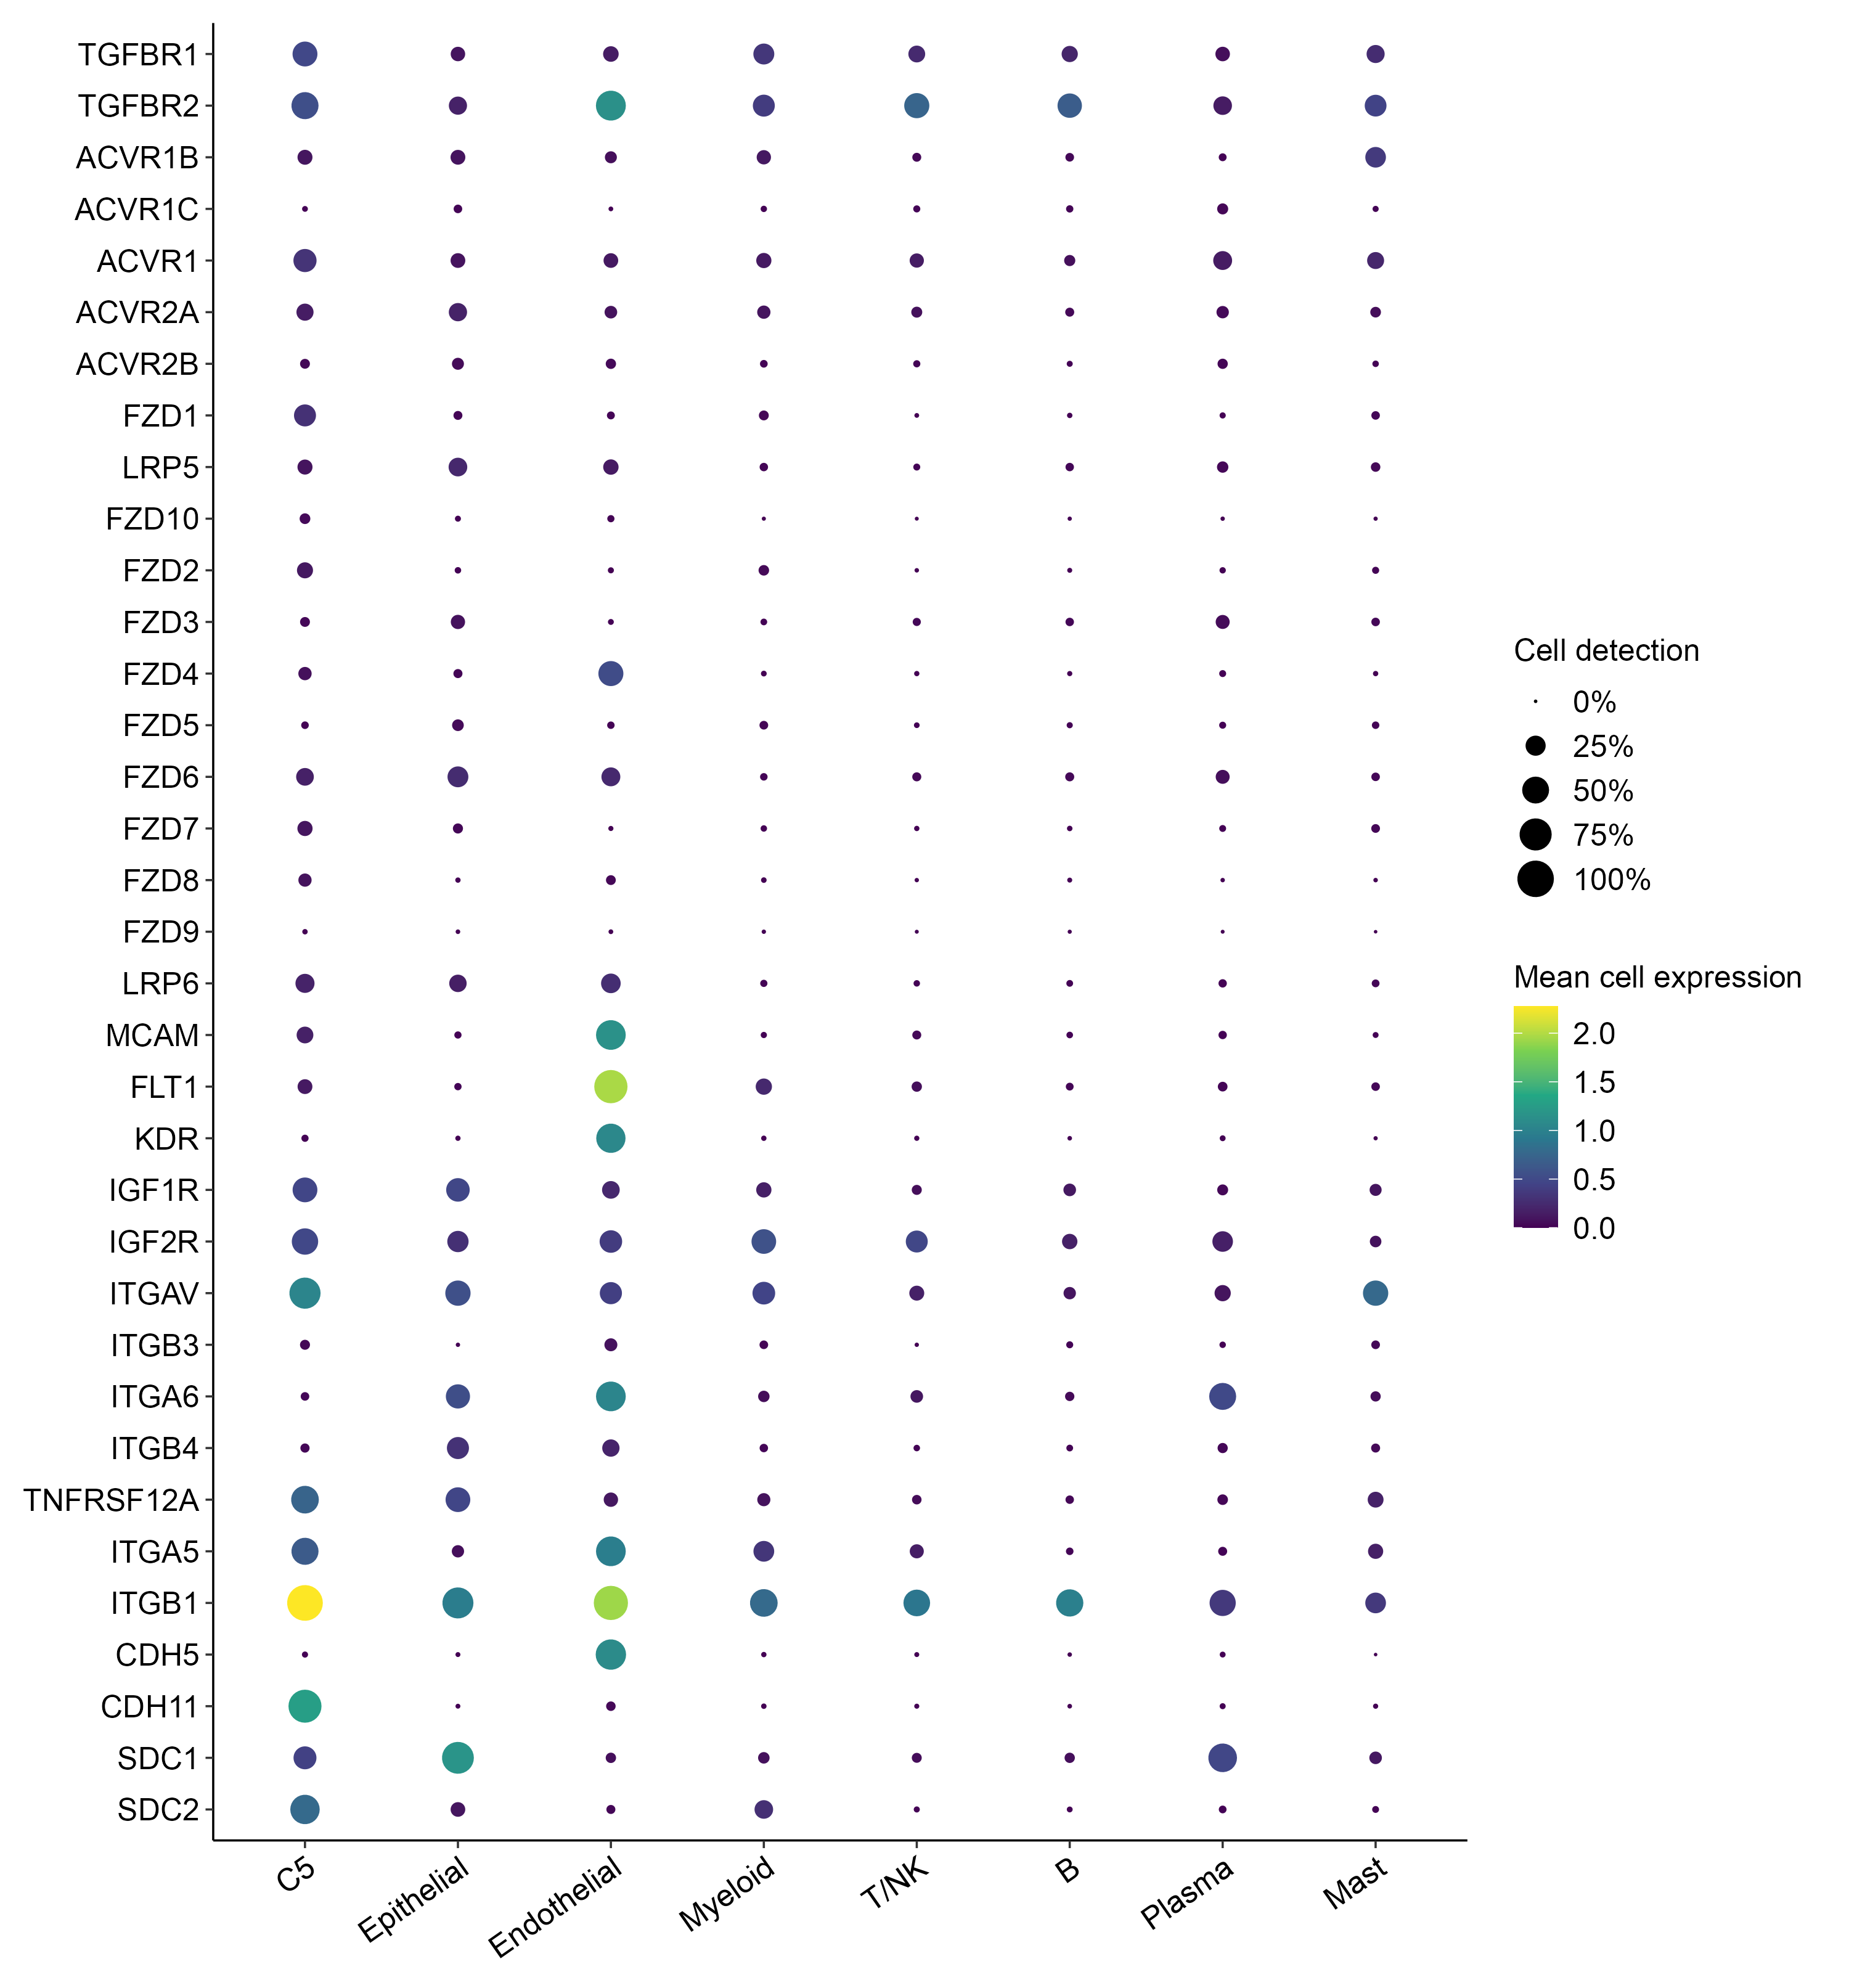 TGFBR1
TGFBR2
ACVR1B
ACVR1C
ACVR1
ACVR2A
ACVR2B
FZD1
LRP5
FZD10
FZD2
FZD3
FZD4
FZD5
FZD6
FZD7
FZD8
FZD9
LRP6
MCAM
FLT1
KDR
IGF1R
IGF2R
ITGAV
ITGB3
ITGA6
ITGB4
TNFRSF12A
ITGA5
ITGB1
CDH5
CDH11
SDC1
SDC2
C5
Epithelial
Endothelial
Myeloid
T/NK
B
Plasma
Mast
Cell detection
0%
25%
50%
75%
100%
Mean cell expression
2.0
1.5
1.0
0.5
0.0